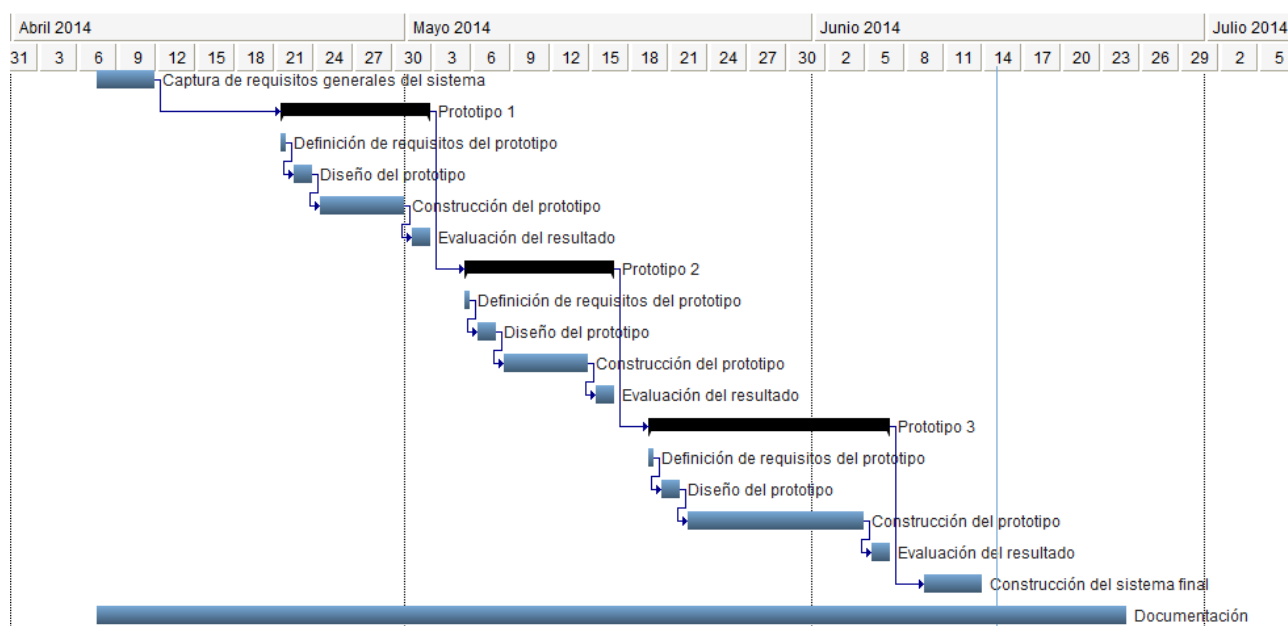 Abril 2014 Mayo 2014 Junio 2014 Julio 2014
31 3 6 9 12 15 18 21 24 27 30 3 6 9 12 15 18 21 24 27 30 2 5 8 11 14 17 20 23 26 29 2 5
Captura de requisitos generales del sistema
Prototipo 1
Definición de requisitos del prototipo
Diseño del prototipo
Construcción del prototipo
Evaluación del resultado
Prototipo 2
Definición de requisitos del prototipo
Diseño del prototipo
Construcción del prototipo
Evaluación del resultado
Prototipo 3
Definición de requisitos del prototipo
Diseño del prototipo
Construcción del prototipo
Evaluación del resultado
Construcción del sistema final
Documentación